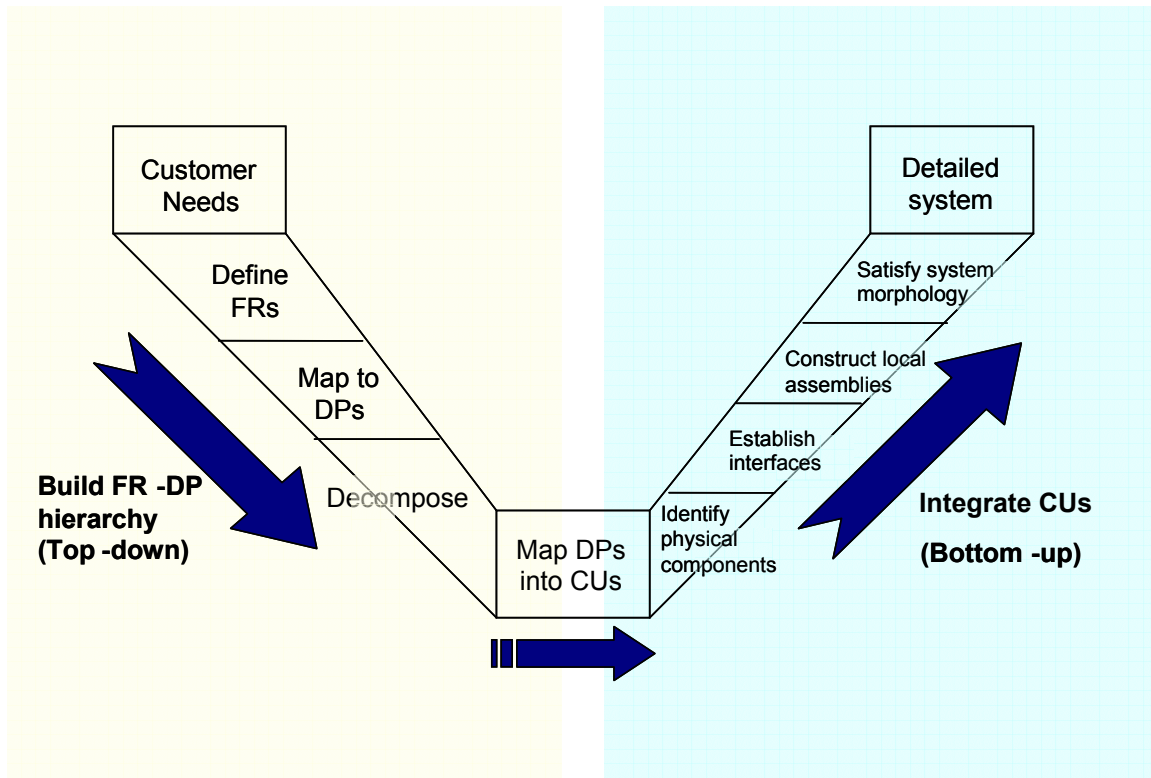 Customer
Needs
Define
FRs
Map to
DPs
Decompose
Build FR -DP
hierarchy
(Top -down)
Map DPs
into CUs
Identify
physical
components
Establish
interfaces
Construct local
assemblies
Satisfy system
morphology
Detailed
system
Integrate CUs
(Bottom -up)